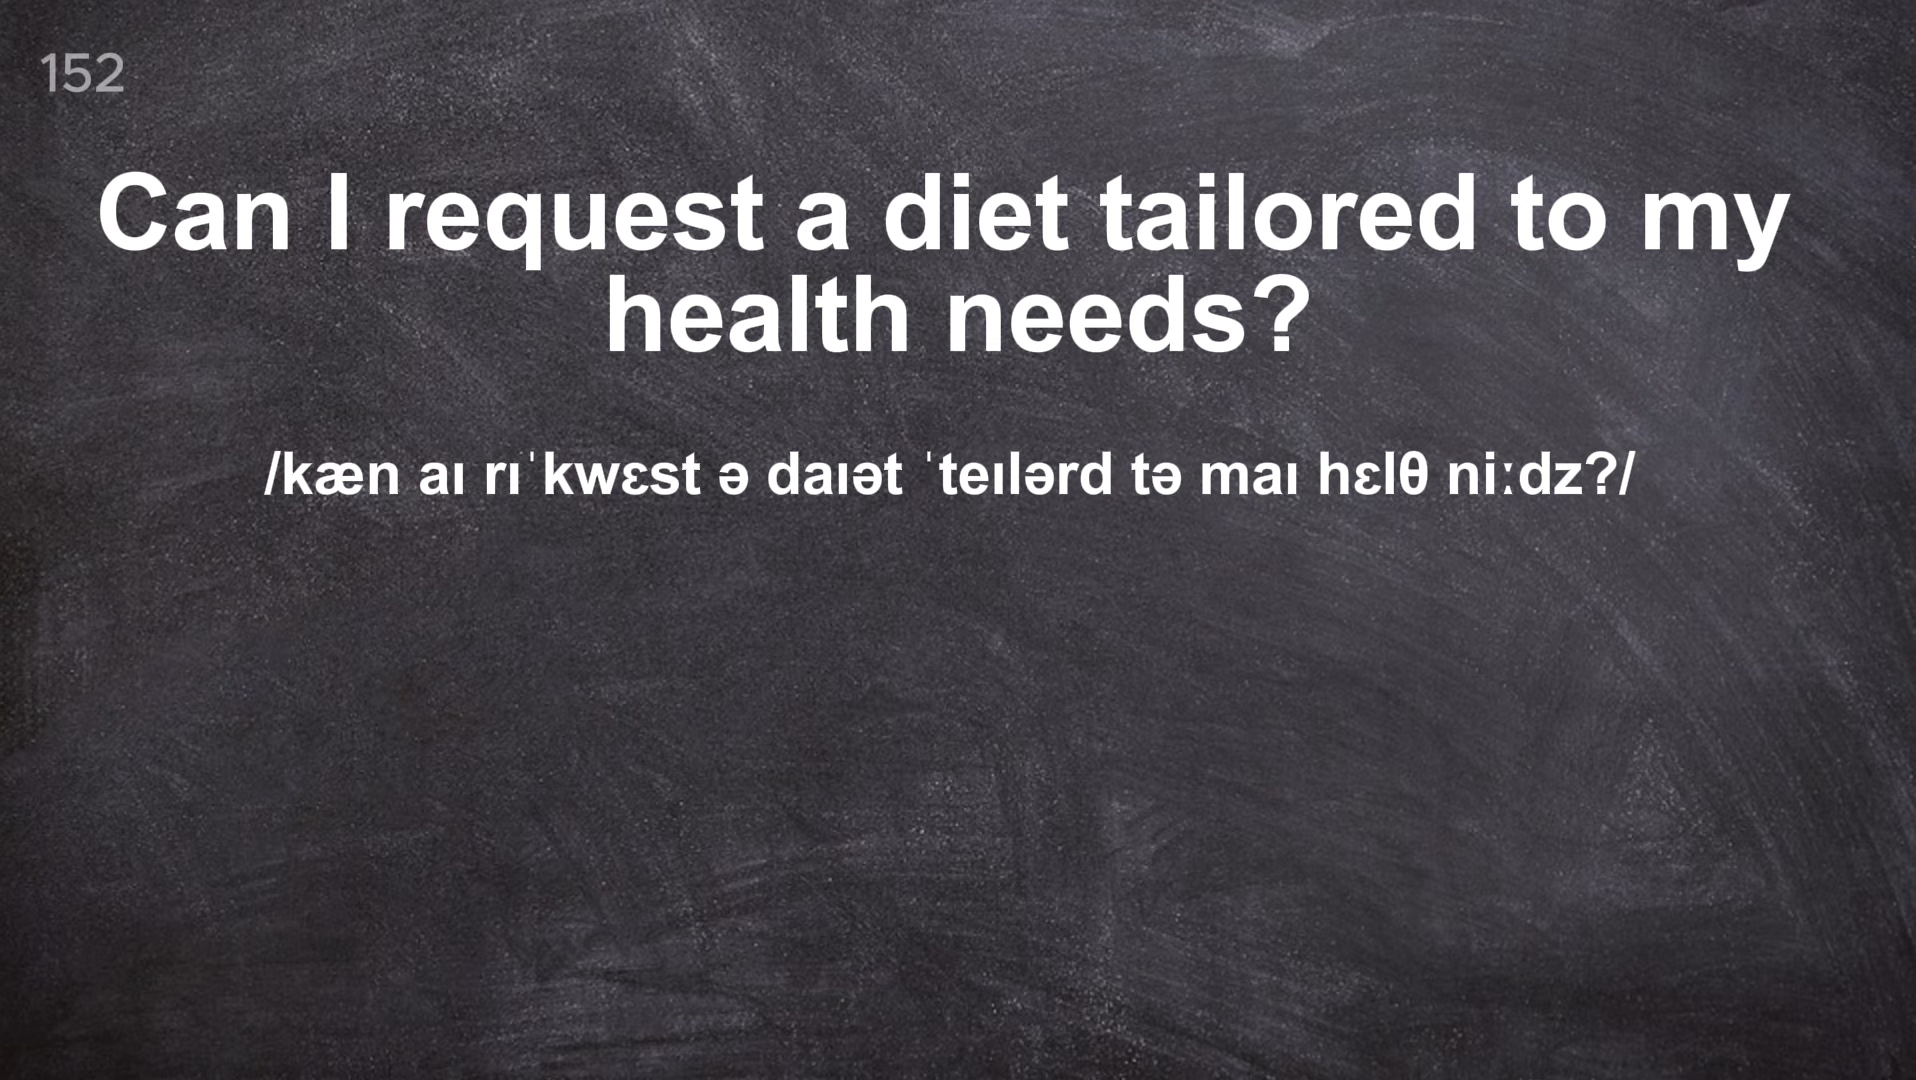 152
Can I request a diet tailored to my
health needs?
/kæn aɪ rɪˈkwɛst ə daɪət ˈteɪlərd tə maɪ hɛlθ niːdz?/